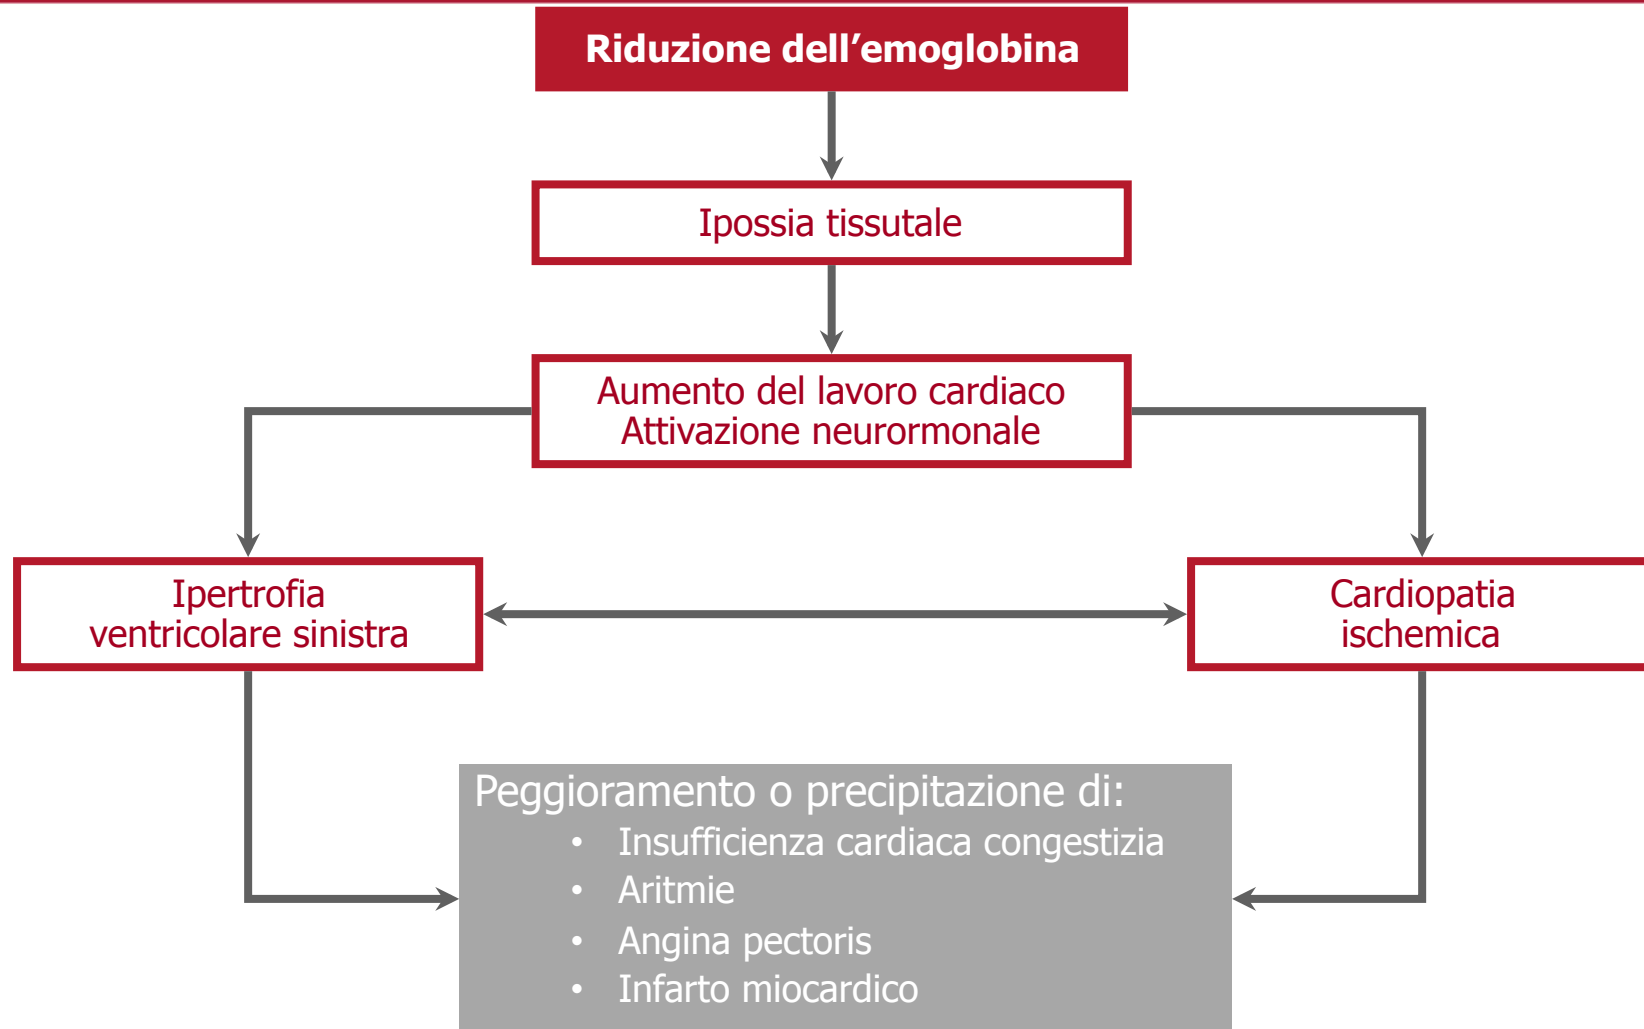 Riduzione dell’emoglobina
Ipossia tissutale
Aumento del lavoro cardiaco
Attivazione neurormonale
Ipertrofia
ventricolare sinistra
Cardiopatia
ischemica
Peggioramento o precipitazione di:
• Insufficienza cardiaca congestizia
• Aritmie
• Angina pectoris
• Infarto miocardico